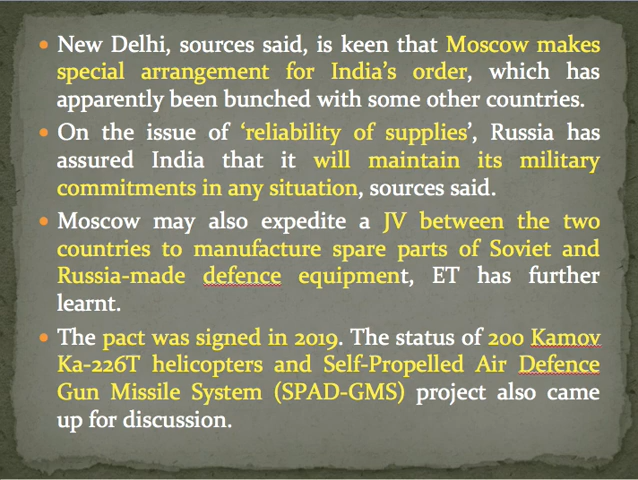 • New Delhi, sources said, is keen that Moscow makes
special arrangement for India's order, which has
apparently been bunched with some other countries.
• On the issue of 'reliability of supplies', Russia has
assured India that it will maintain its military
commitments in any situation, sources said.
• Moscow may also expedite a JV between the two
countries to manufacture spare parts of Soviet and
Russia-made defence equipment, ET has further
learnt.
• The pact was signed in 2019. The status of 200 Kamov
Ka-226T helicopters and Self-Propelled Air Defence
Gun Missile System (SPAD-GMS) project also came
up for discussion.